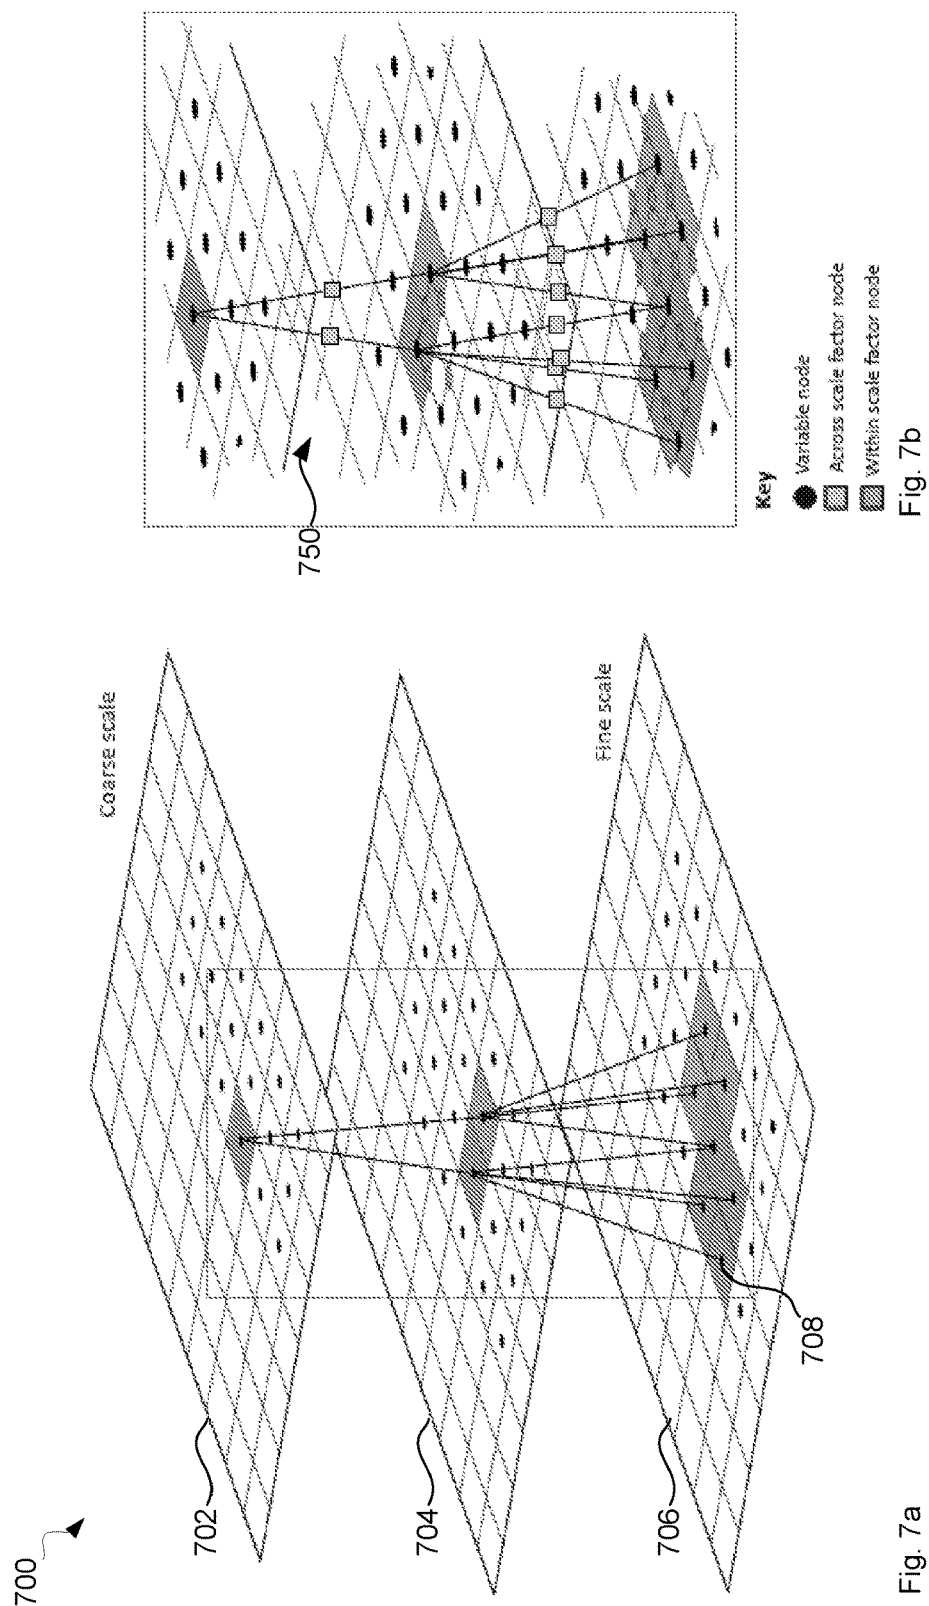 700
702
704
706
708
Coarse scale
Fine scale
Fig. 7a
750
Key
Variable node
Across scale factor node
Within scale factor node
Fig. 7b